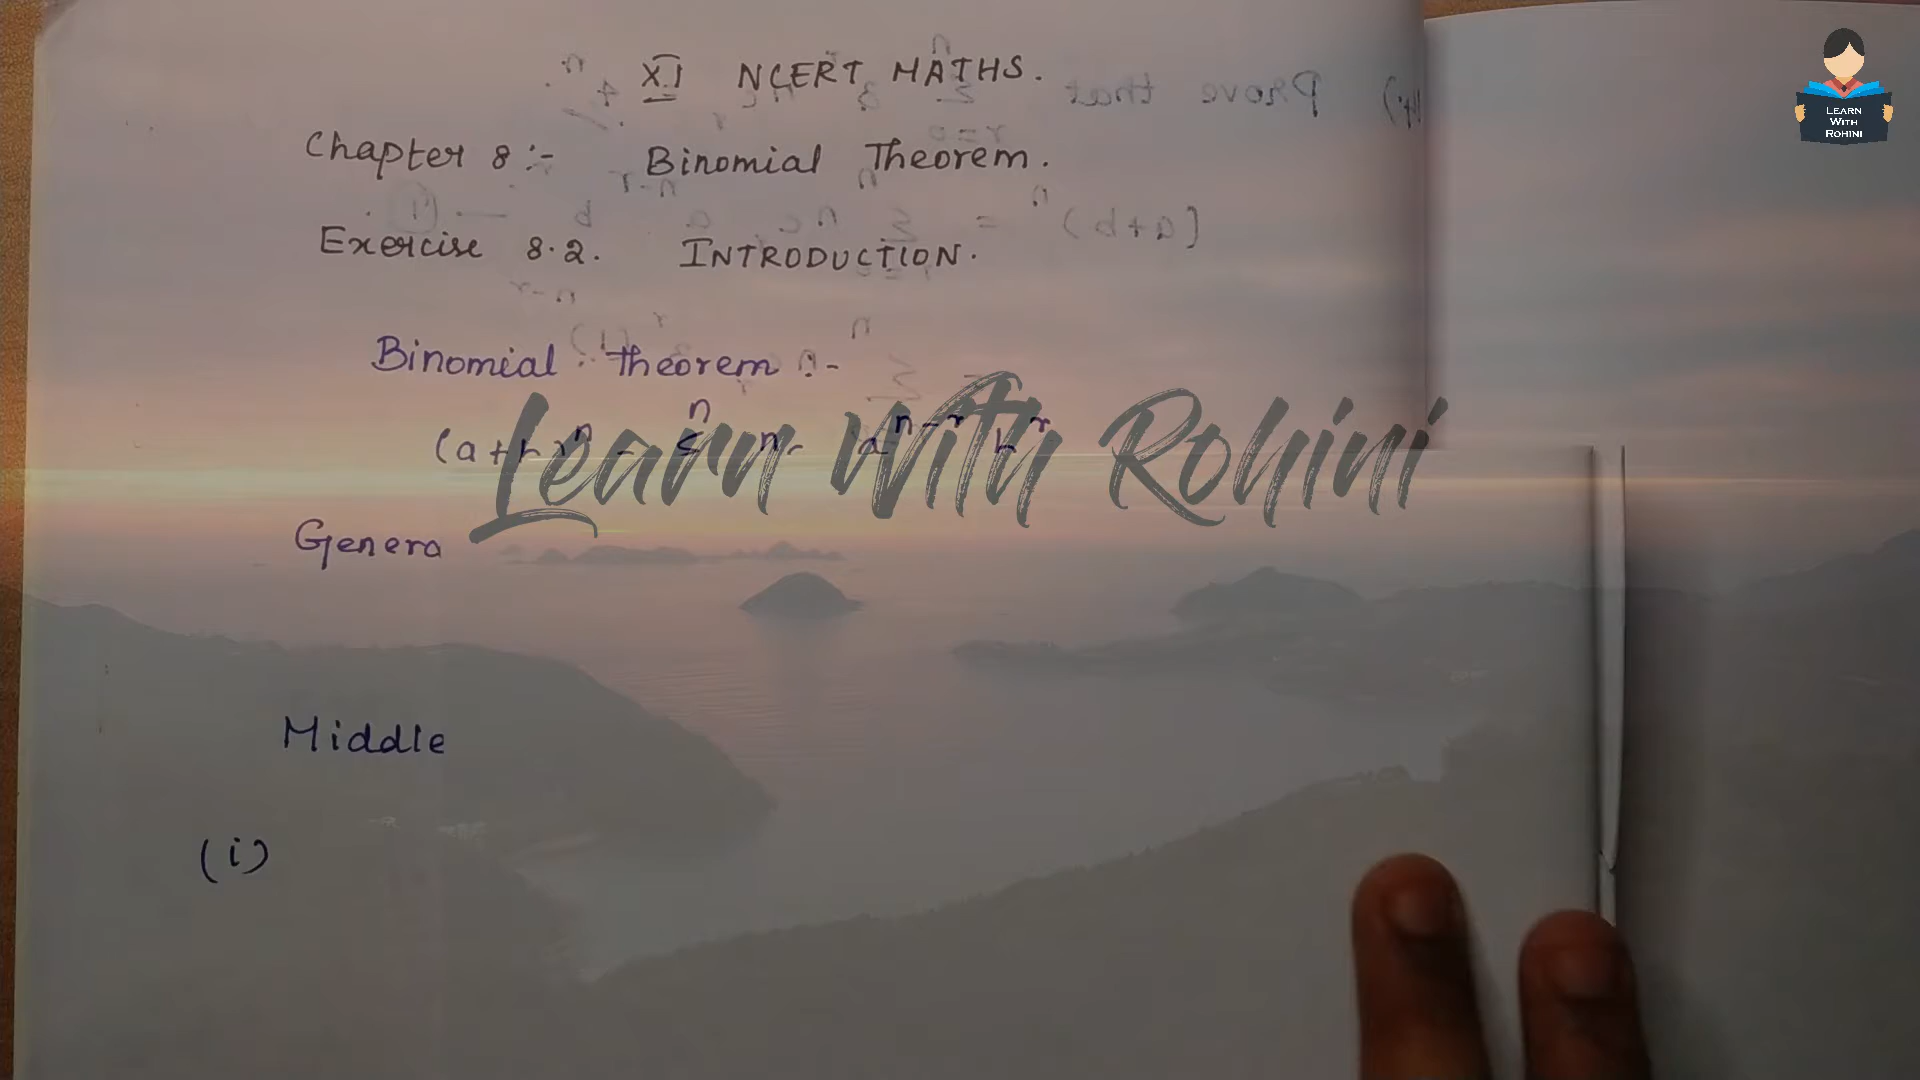 XI NCERT MATHS.
Chapter 8:- Binomial Theorem.
Exercise 8.2. INTRODUCTION.
Binomial theorem :-
Learn With Rohini
Genera
Middle
(i)
LEARN
WITH
ROHINI